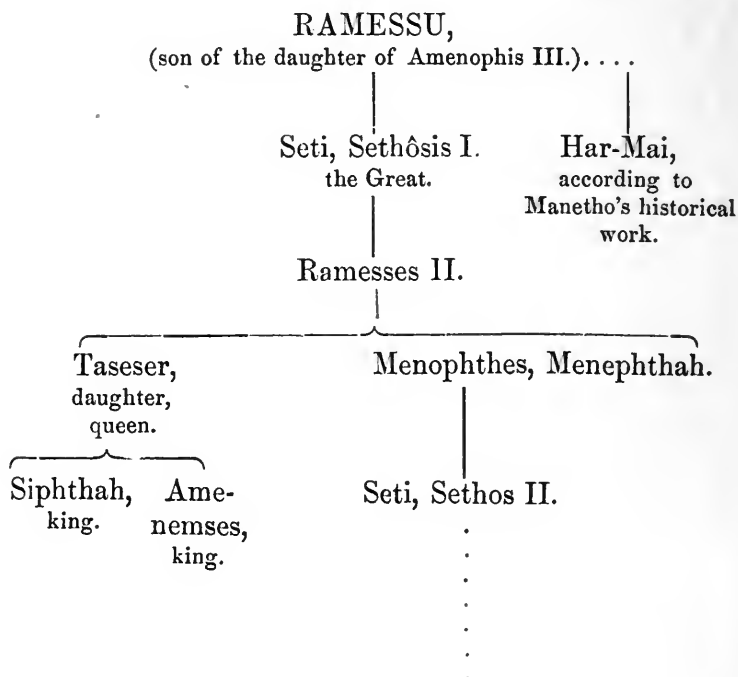 RAMESSU,
(son of the daughter of Amenophis III.). . . .
Seti, Sethôsis I.
the Great.
Har-Mai,
according to
Manetho's historical
work.
Ramesses II.
Taseser,
daughter,
queen.
Menophthes, Menephthah.
Siphthah,
king.
Ame-
nemses,
king.
Seti, Sethos II.